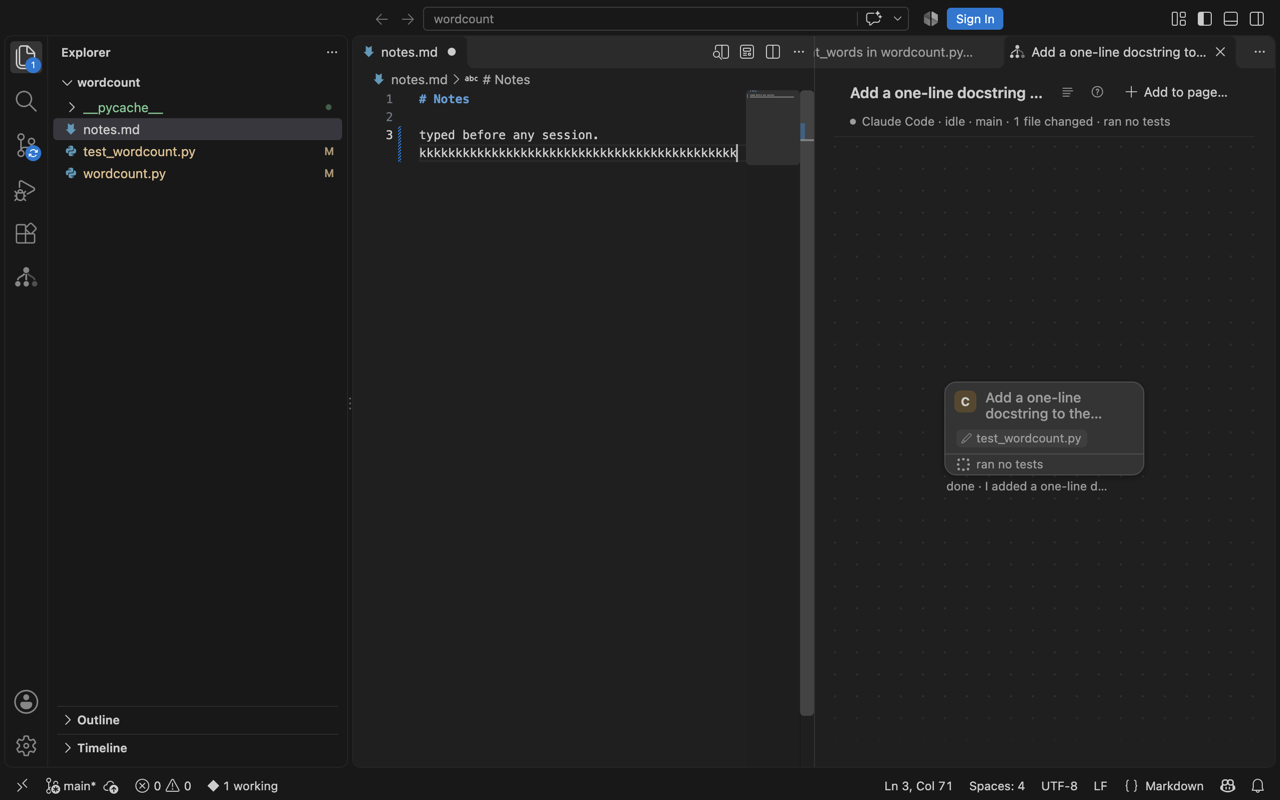 wordcount
Sign In
Explorer
wordcount
__pycache__
notes.md
test_wordcount.py M
wordcount.py M
Outline
Timeline
notes.md
notes.md > abc # Notes
1 # Notes
2
3 typed before any session.
kkkkkkkkkkkkkkkkkkkkkkkkkkkkkkkkkkkkkkkkkkkk
t_words in wordcount.py...
Add a one-line docstring to...
Add a one-line docstring ...
Add to page...
Claude Code · idle · main · 1 file changed · ran no tests
C
Add a one-line
docstring to the...
test_wordcount.py
ran no tests
done · I added a one-line d...
1
main*
0
0
1 working
Ln 3, Col 71
Spaces: 4
UTF-8
LF
{ } Markdown